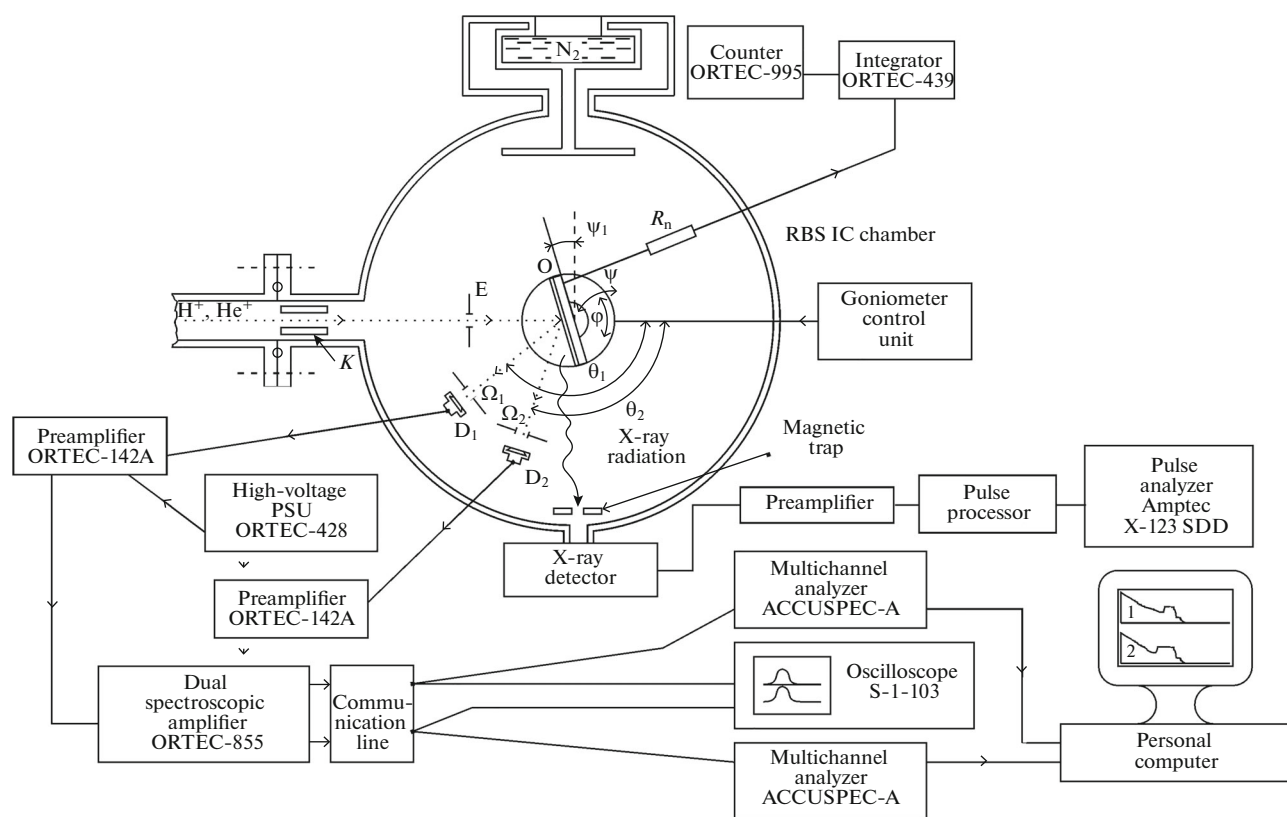 N₂
Counter
ORTEC-995
Integrator
ORTEC-439
Rₙ
ψ₁
RBS IC chamber
O
ψ
E
H⁺, He⁺
φ
Goniometer
control
unit
K
θ₁
Ω₁
θ₂
Ω₂
D₁
X-ray
radiation
Magnetic
trap
Preamplifier
ORTEC-142A
D₂
High-voltage
PSU
ORTEC-428
Preamplifier
Pulse
processor
Pulse
analyzer
Amptec
X-123 SDD
X-ray
detector
Multichannel
analyzer
ACCUSPEC-A
Preamplifier
ORTEC-142A
1
2
Dual
spectroscopic
amplifier
ORTEC-855
Commu-
nication
line
Oscilloscope
S-1-103
Multichannel
analyzer
ACCUSPEC-A
Personal
computer